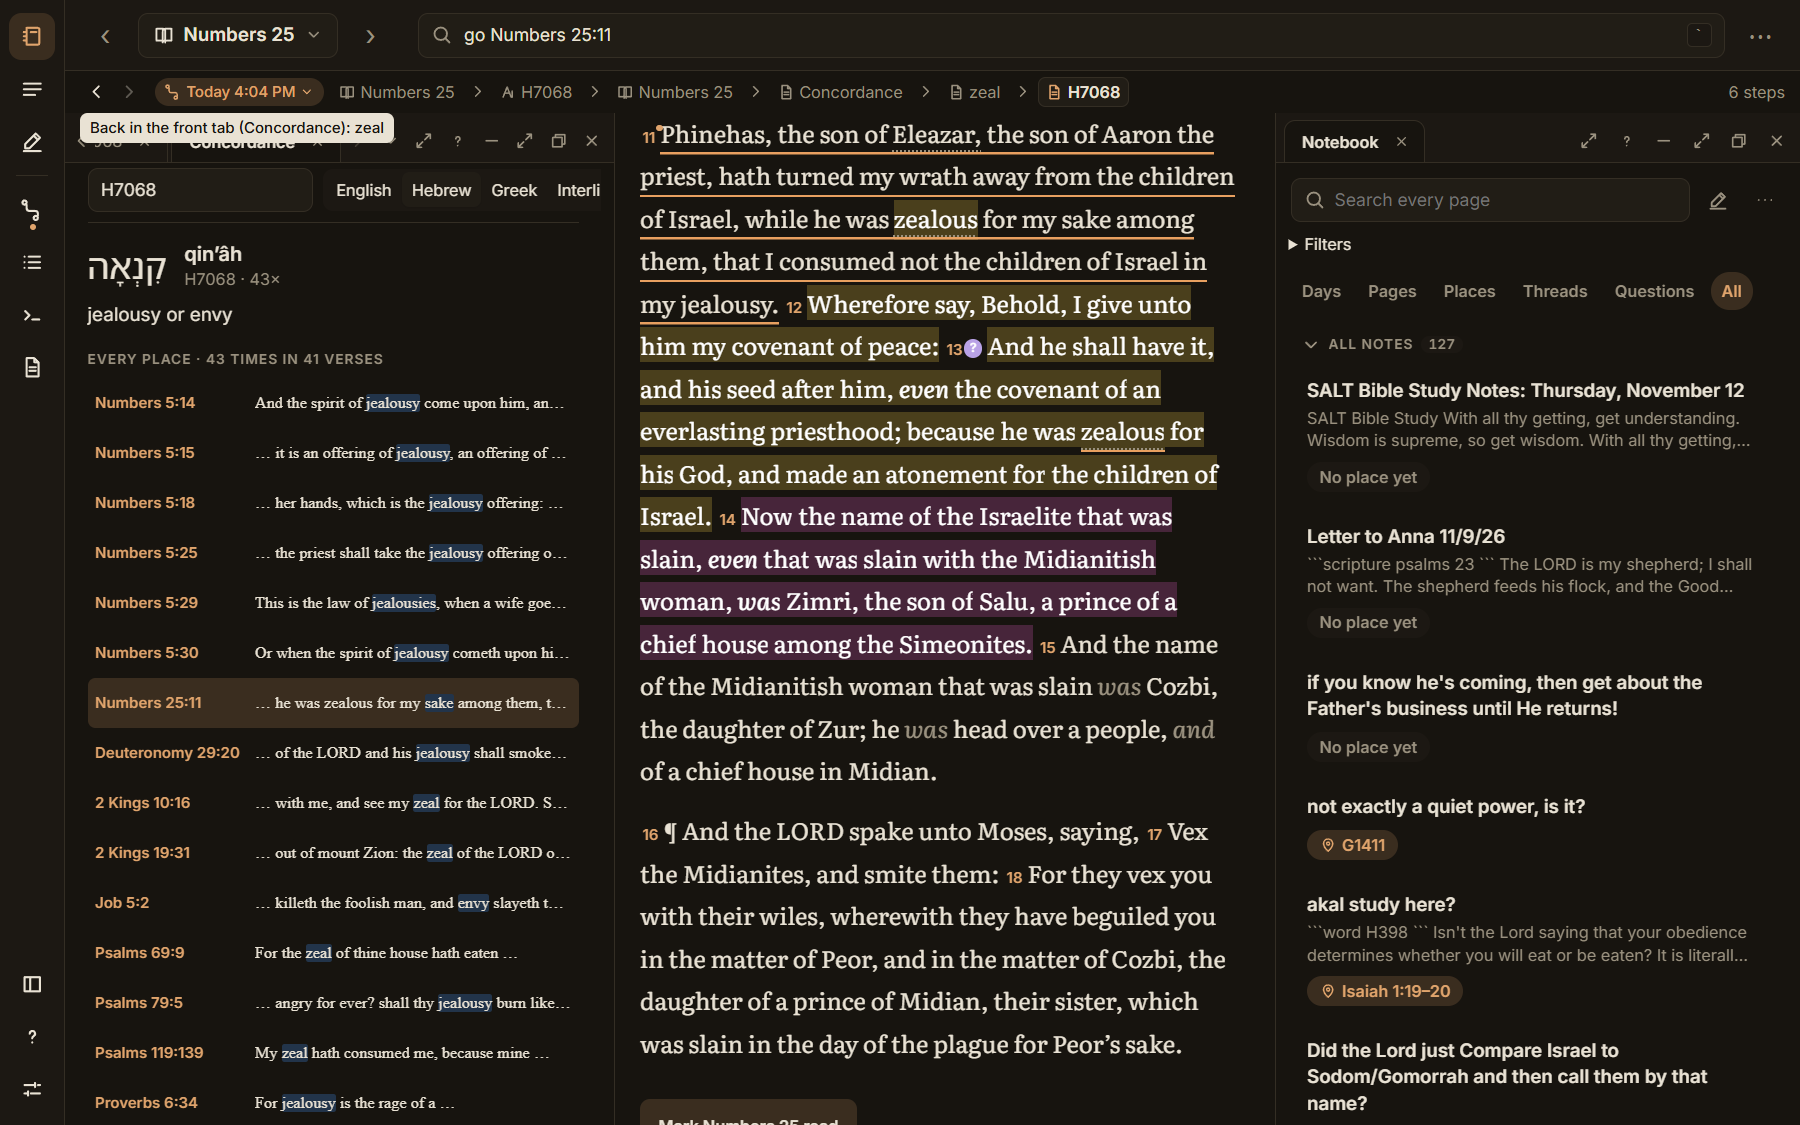 Numbers 25
go Numbers 25:11
`
Today 4:04 PM
Numbers 25
H7068
Numbers 25
Concordance
zeal
H7068
6 steps
Back in the front tab (Concordance): zeal
Concordance
?
H7068
English
Hebrew
Greek
Interli
קִנְאָה
qin’âh
H7068 · 43×
jealousy or envy
EVERY PLACE · 43 TIMES IN 41 VERSES
Numbers 5:14 And the spirit of jealousy come upon him, an…
Numbers 5:15 … it is an offering of jealousy, an offering of …
Numbers 5:18 … her hands, which is the jealousy offering: …
Numbers 5:25 … the priest shall take the jealousy offering o…
Numbers 5:29 This is the law of jealousies, when a wife goe…
Numbers 5:30 Or when the spirit of jealousy cometh upon hi…
Numbers 25:11 … he was zealous for my sake among them, t…
Deuteronomy 29:20 … of the LORD and his jealousy shall smoke…
2 Kings 10:16 … with me, and see my zeal for the LORD. S…
2 Kings 19:31 … out of mount Zion: the zeal of the LORD o…
Job 5:2 … killeth the foolish man, and envy slayeth t…
Psalms 69:9 For the zeal of thine house hath eaten …
Psalms 79:5 … angry for ever? shall thy jealousy burn like…
Psalms 119:139 My zeal hath consumed me, because mine …
Proverbs 6:34 For jealousy is the rage of a …
?
11 Phinehas, the son of Eleazar, the son of Aaron the
priest, hath turned my wrath away from the children
of Israel, while he was zealous for my sake among
them, that I consumed not the children of Israel in
my jealousy. 12 Wherefore say, Behold, I give unto
him my covenant of peace: 13 ? And he shall have it,
and his seed after him, even the covenant of an
everlasting priesthood; because he was zealous for
his God, and made an atonement for the children of
Israel. 14 Now the name of the Israelite that was
slain, even that was slain with the Midianitish
woman, was Zimri, the son of Salu, a prince of a
chief house among the Simeonites. 15 And the name
of the Midianitish woman that was slain was Cozbi,
the daughter of Zur; he was head over a people, and
of a chief house in Midian.
16 ¶ And the LORD spake unto Moses, saying, 17 Vex
the Midianites, and smite them: 18 For they vex you
with their wiles, wherewith they have beguiled you
in the matter of Peor, and in the matter of Cozbi, the
daughter of a prince of Midian, their sister, which
was slain in the day of the plague for Peor’s sake.
Mark Numbers 25 read
Notebook
?
Search every page
Filters
Days
Pages
Places
Threads
Questions
All
ALL NOTES 127
SALT Bible Study Notes: Thursday, November 12
SALT Bible Study With all thy getting, get understanding.
Wisdom is supreme, so get wisdom. With all thy getting,…
No place yet
Letter to Anna 11/9/26
```scripture psalms 23 ``` The LORD is my shepherd; I shall
not want. The shepherd feeds his flock, and the Good…
No place yet
if you know he's coming, then get about the
Father's business until He returns!
No place yet
not exactly a quiet power, is it?
G1411
akal study here?
```word H398 ``` Isn't the Lord saying that your obedience
determines whether you will eat or be eaten? It is literall…
Isaiah 1:19–20
Did the Lord just Compare Israel to
Sodom/Gomorrah and then call them by that
name?